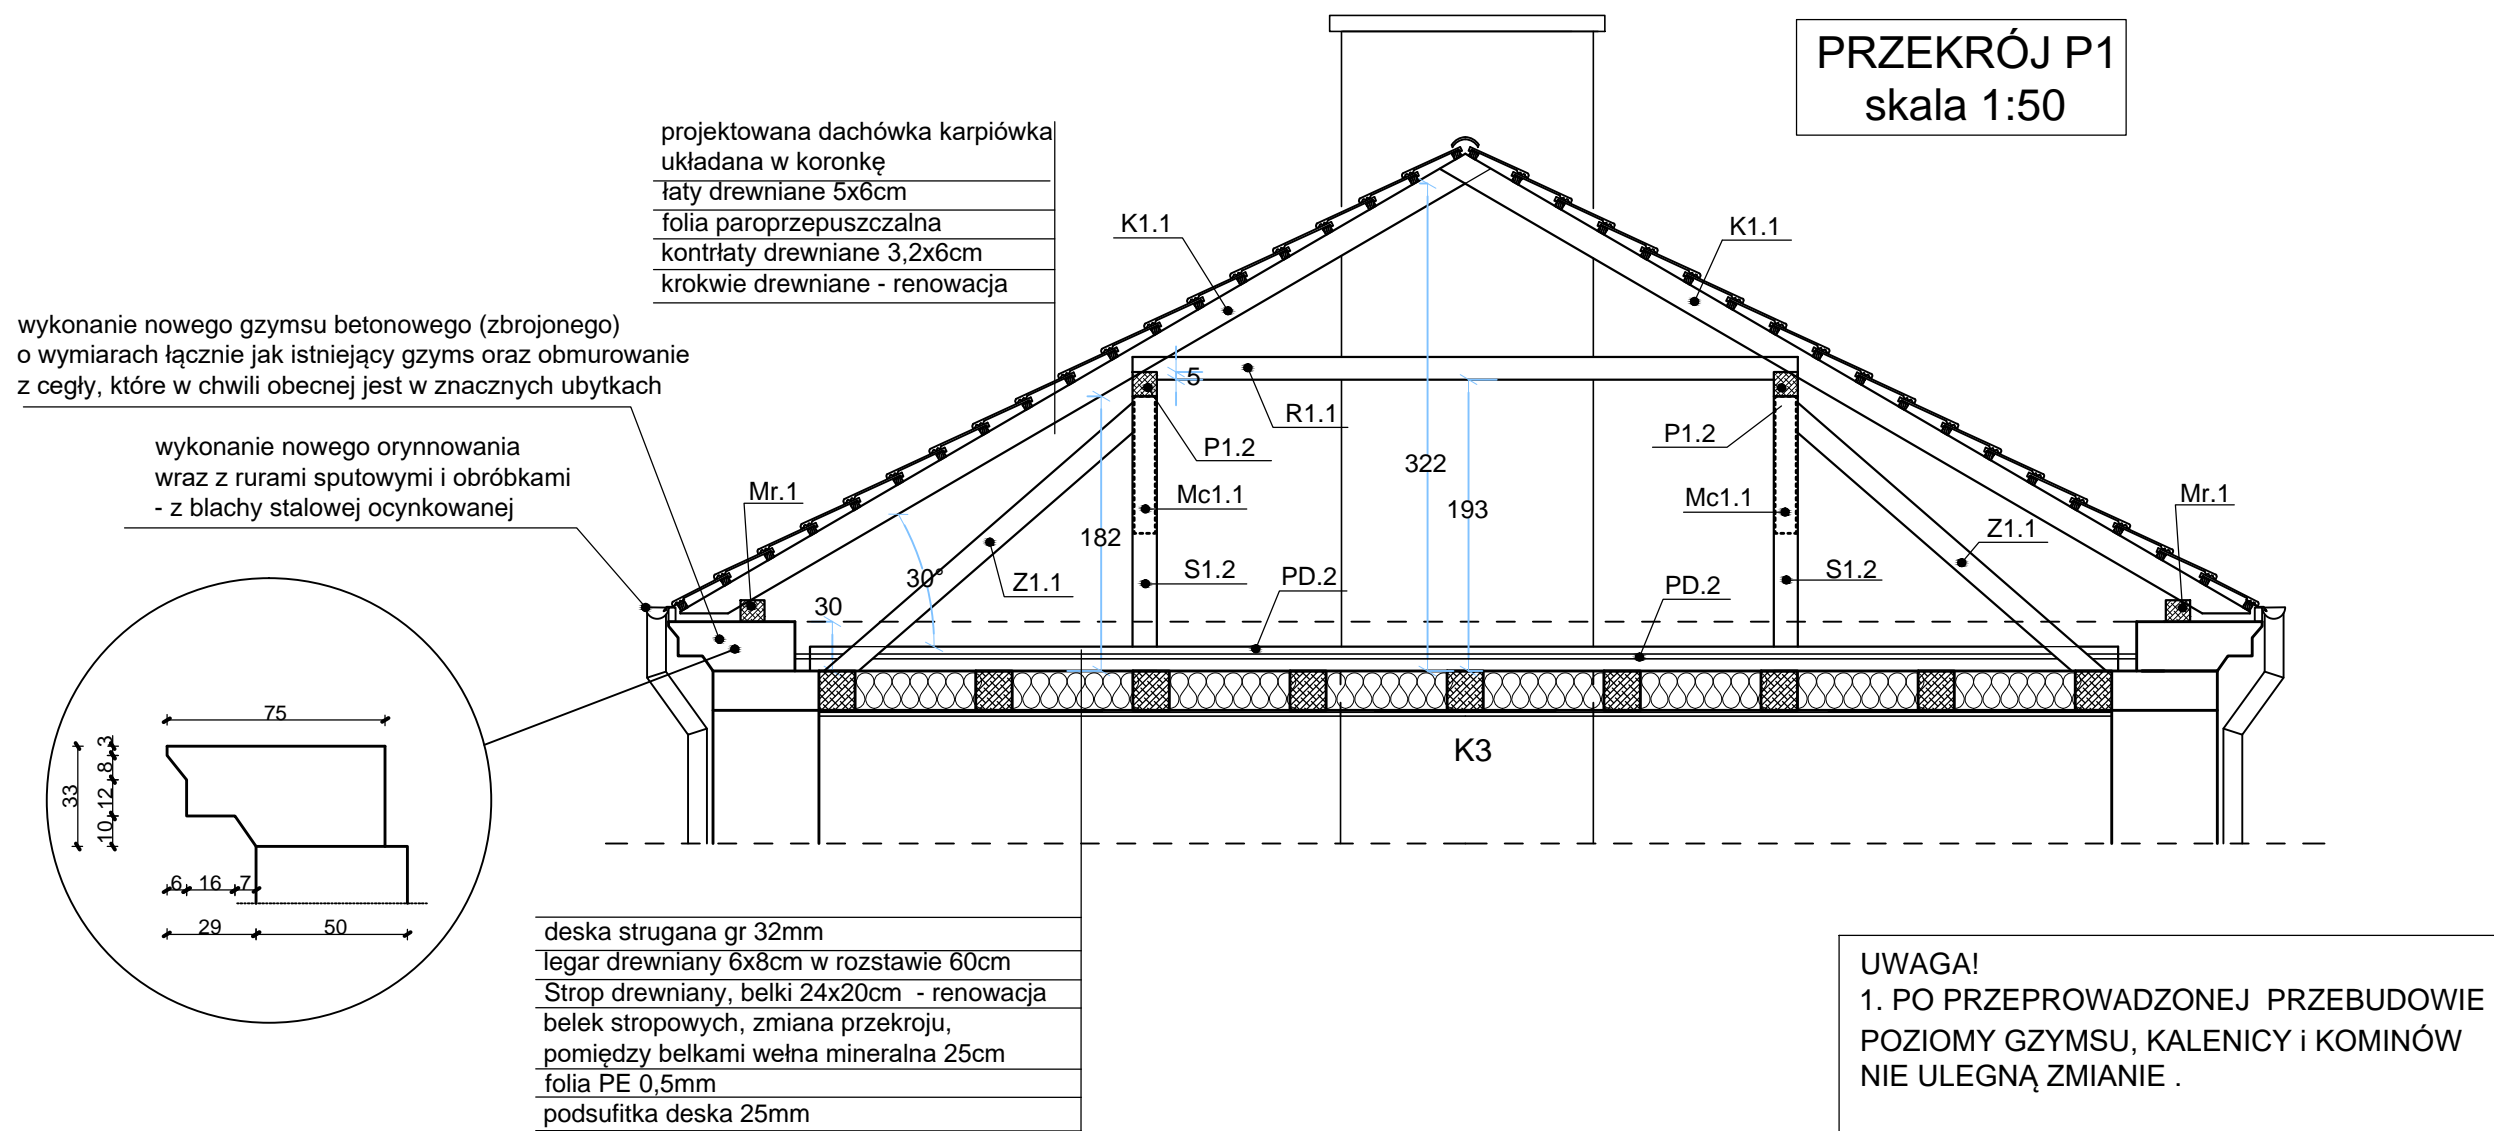 PRZEKRÓJ P1
skala 1:50
projektowana dachówka karpiówka
układana w koronkę
łaty drewniane 5x6cm
folia paroprzepuszczalna
kontrłaty drewniane 3,2x6cm
krokwie drewniane - renowacja
wykonanie nowego gzymsu betonowego (zbrojonego)
o wymiarach łącznie jak istniejący gzyms oraz obmurowanie
z cegły, które w chwili obecnej jest w znacznych ubytkach
wykonanie nowego orynnowania
wraz z rurami sputowymi i obróbkami
- z blachy stalowej ocynkowanej
K1.1
K1.1
5
R1.1
P1.2
P1.2
322
Mr.1
Mc1.1
193
Mc1.1
Mr.1
182
Z1.1
30°
Z1.1
S1.2
PD.2
PD.2
S1.2
30
K3
75
3
8
12
10
33
6
16
7
29
50
deska strugana gr 32mm
legar drewniany 6x8cm w rozstawie 60cm
Strop drewniany, belki 24x20cm - renowacja
belek stropowych, zmiana przekroju,
pomiędzy belkami wełna mineralna 25cm
folia PE 0,5mm
podsufitka deska 25mm
UWAGA!
1. PO PRZEPROWADZONEJ PRZEBUDOWIE
POZIOMY GZYMSU, KALENICY i KOMINÓW
NIE ULEGNĄ ZMIANIE .